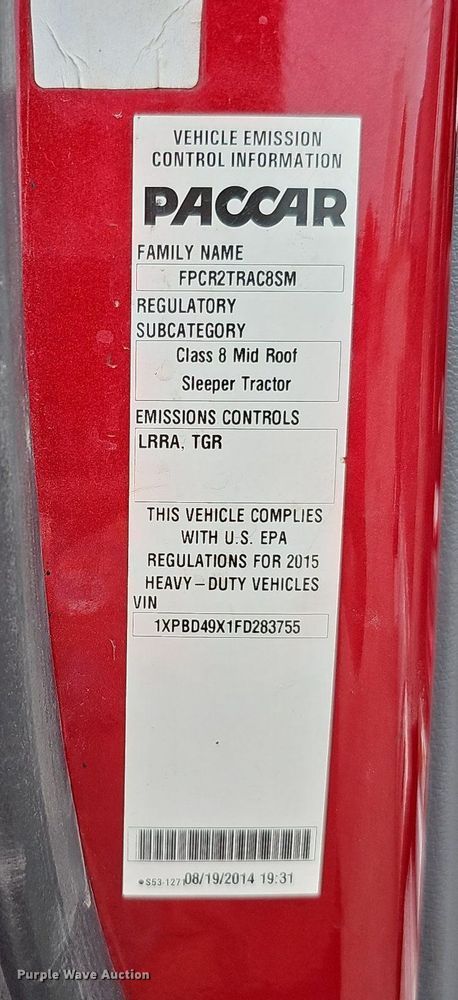 VEHICLE EMISSION
CONTROL INFORMATION
PACCAR
FAMILY NAME
FPCR2TRAC8SM
REGULATORY
SUBCATEGORY
Class 8 Mid Roof
Sleeper Tractor
EMISSIONS CONTROLS
LRRA, TGR
THIS VEHICLE COMPLIES
WITH U.S. EPA
REGULATIONS FOR 2015
HEAVY–DUTY VEHICLES
VIN
1XPBD49X1FD283755
S53-1271 08/19/2014 19:31
Purple Wave Auction